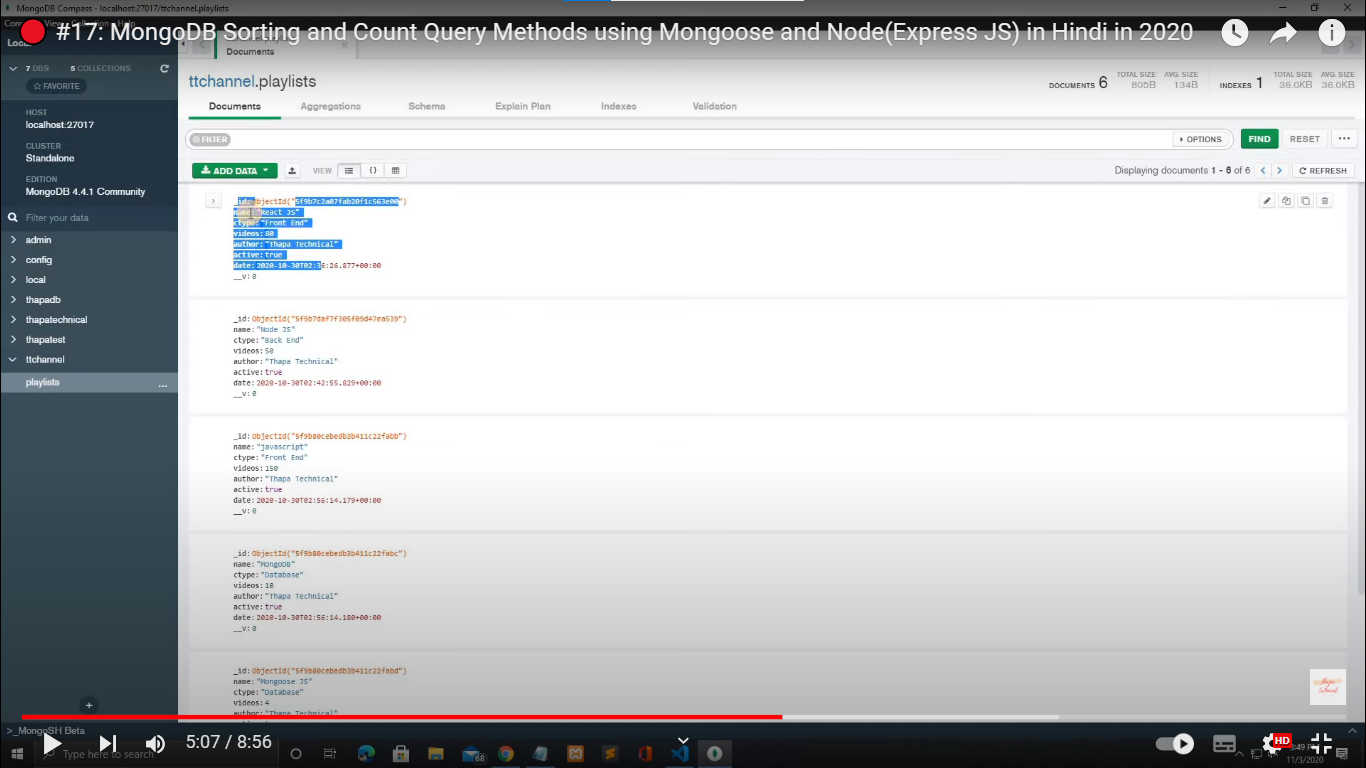 MongoDB Compass - localhost:27017/ttchannel.playlists
#17: MongoDB Sorting and Count Query Methods using Mongoose and Node(Express JS) in Hindi in 2020
Collection Help
Local
Documents
7 DBS 5 COLLECTIONS
FAVORITE
HOST
localhost:27017
CLUSTER
Standalone
EDITION
MongoDB 4.4.1 Community
Filter your data
admin
config
local
thapadb
thapatechnical
thapatest
ttchannel
playlists ...
ttchannel.playlists
DOCUMENTS 6 TOTAL SIZE 805B AVG. SIZE 134B INDEXES 1 TOTAL SIZE 36.0KB AVG. SIZE 36.0KB
Documents Aggregations Schema Explain Plan Indexes Validation
FILTER OPTIONS FIND RESET ...
ADD DATA VIEW {} Displaying documents 1 - 6 of 6 REFRESH
_id:ObjectId("5f9b7c2a07fab20f1c563e00")
name:"React JS"
ctype:"Front End"
videos:80
author:"Thapa Technical"
active:true
date:2020-10-30T02:36:26.877+00:00
__v:0
_id:ObjectId("5f9b7daf7f305f09d47ea539")
name:"Node JS"
ctype:"Back End"
videos:50
author:"Thapa Technical"
active:true
date:2020-10-30T02:42:55.829+00:00
__v:0
_id:ObjectId("5f9b80cebedb3b411c22fabb")
name:"javascript"
ctype:"Front End"
videos:150
author:"Thapa Technical"
active:true
date:2020-10-30T02:56:14.179+00:00
__v:0
_id:ObjectId("5f9b80cebedb3b411c22fabc")
name:"MongoDB"
ctype:"Database"
videos:10
author:"Thapa Technical"
active:true
date:2020-10-30T02:56:14.180+00:00
__v:0
_id:ObjectId("5f9b80cebedb3b411c22fabd")
name:"Mongoose JS"
ctype:"Database"
videos:4
author:"Thapa Technical"
>_MongoSH Beta
5:07 / 8:56
HD
Type here to search
68
11/3/2020